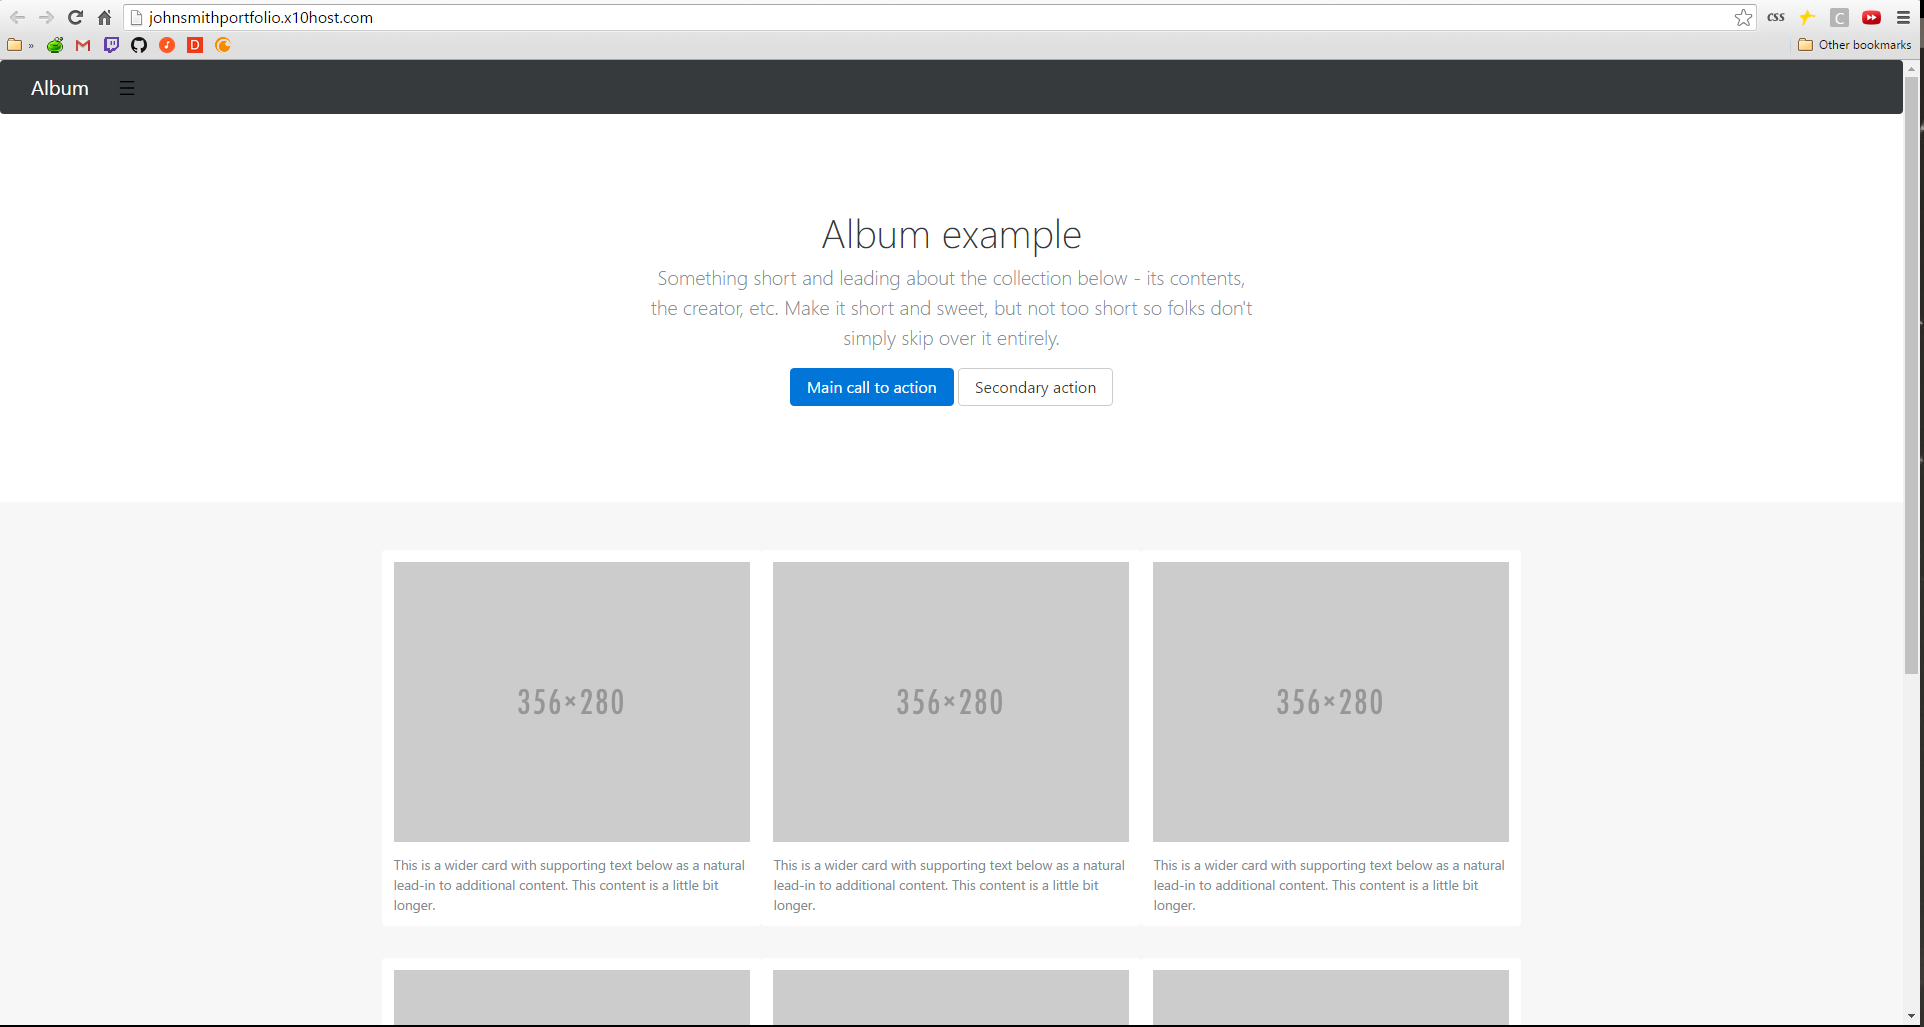 johnsmithportfolio.x10host.com
css
C
»
D
Other bookmarks
Album ☰
Album example
Something short and leading about the collection below - its contents,
the creator, etc. Make it short and sweet, but not too short so folks don't
simply skip over it entirely.
Main call to action Secondary action
356×280 356×280 356×280
This is a wider card with supporting text below as a natural
lead-in to additional content. This content is a little bit
longer.
This is a wider card with supporting text below as a natural
lead-in to additional content. This content is a little bit
longer.
This is a wider card with supporting text below as a natural
lead-in to additional content. This content is a little bit
longer.